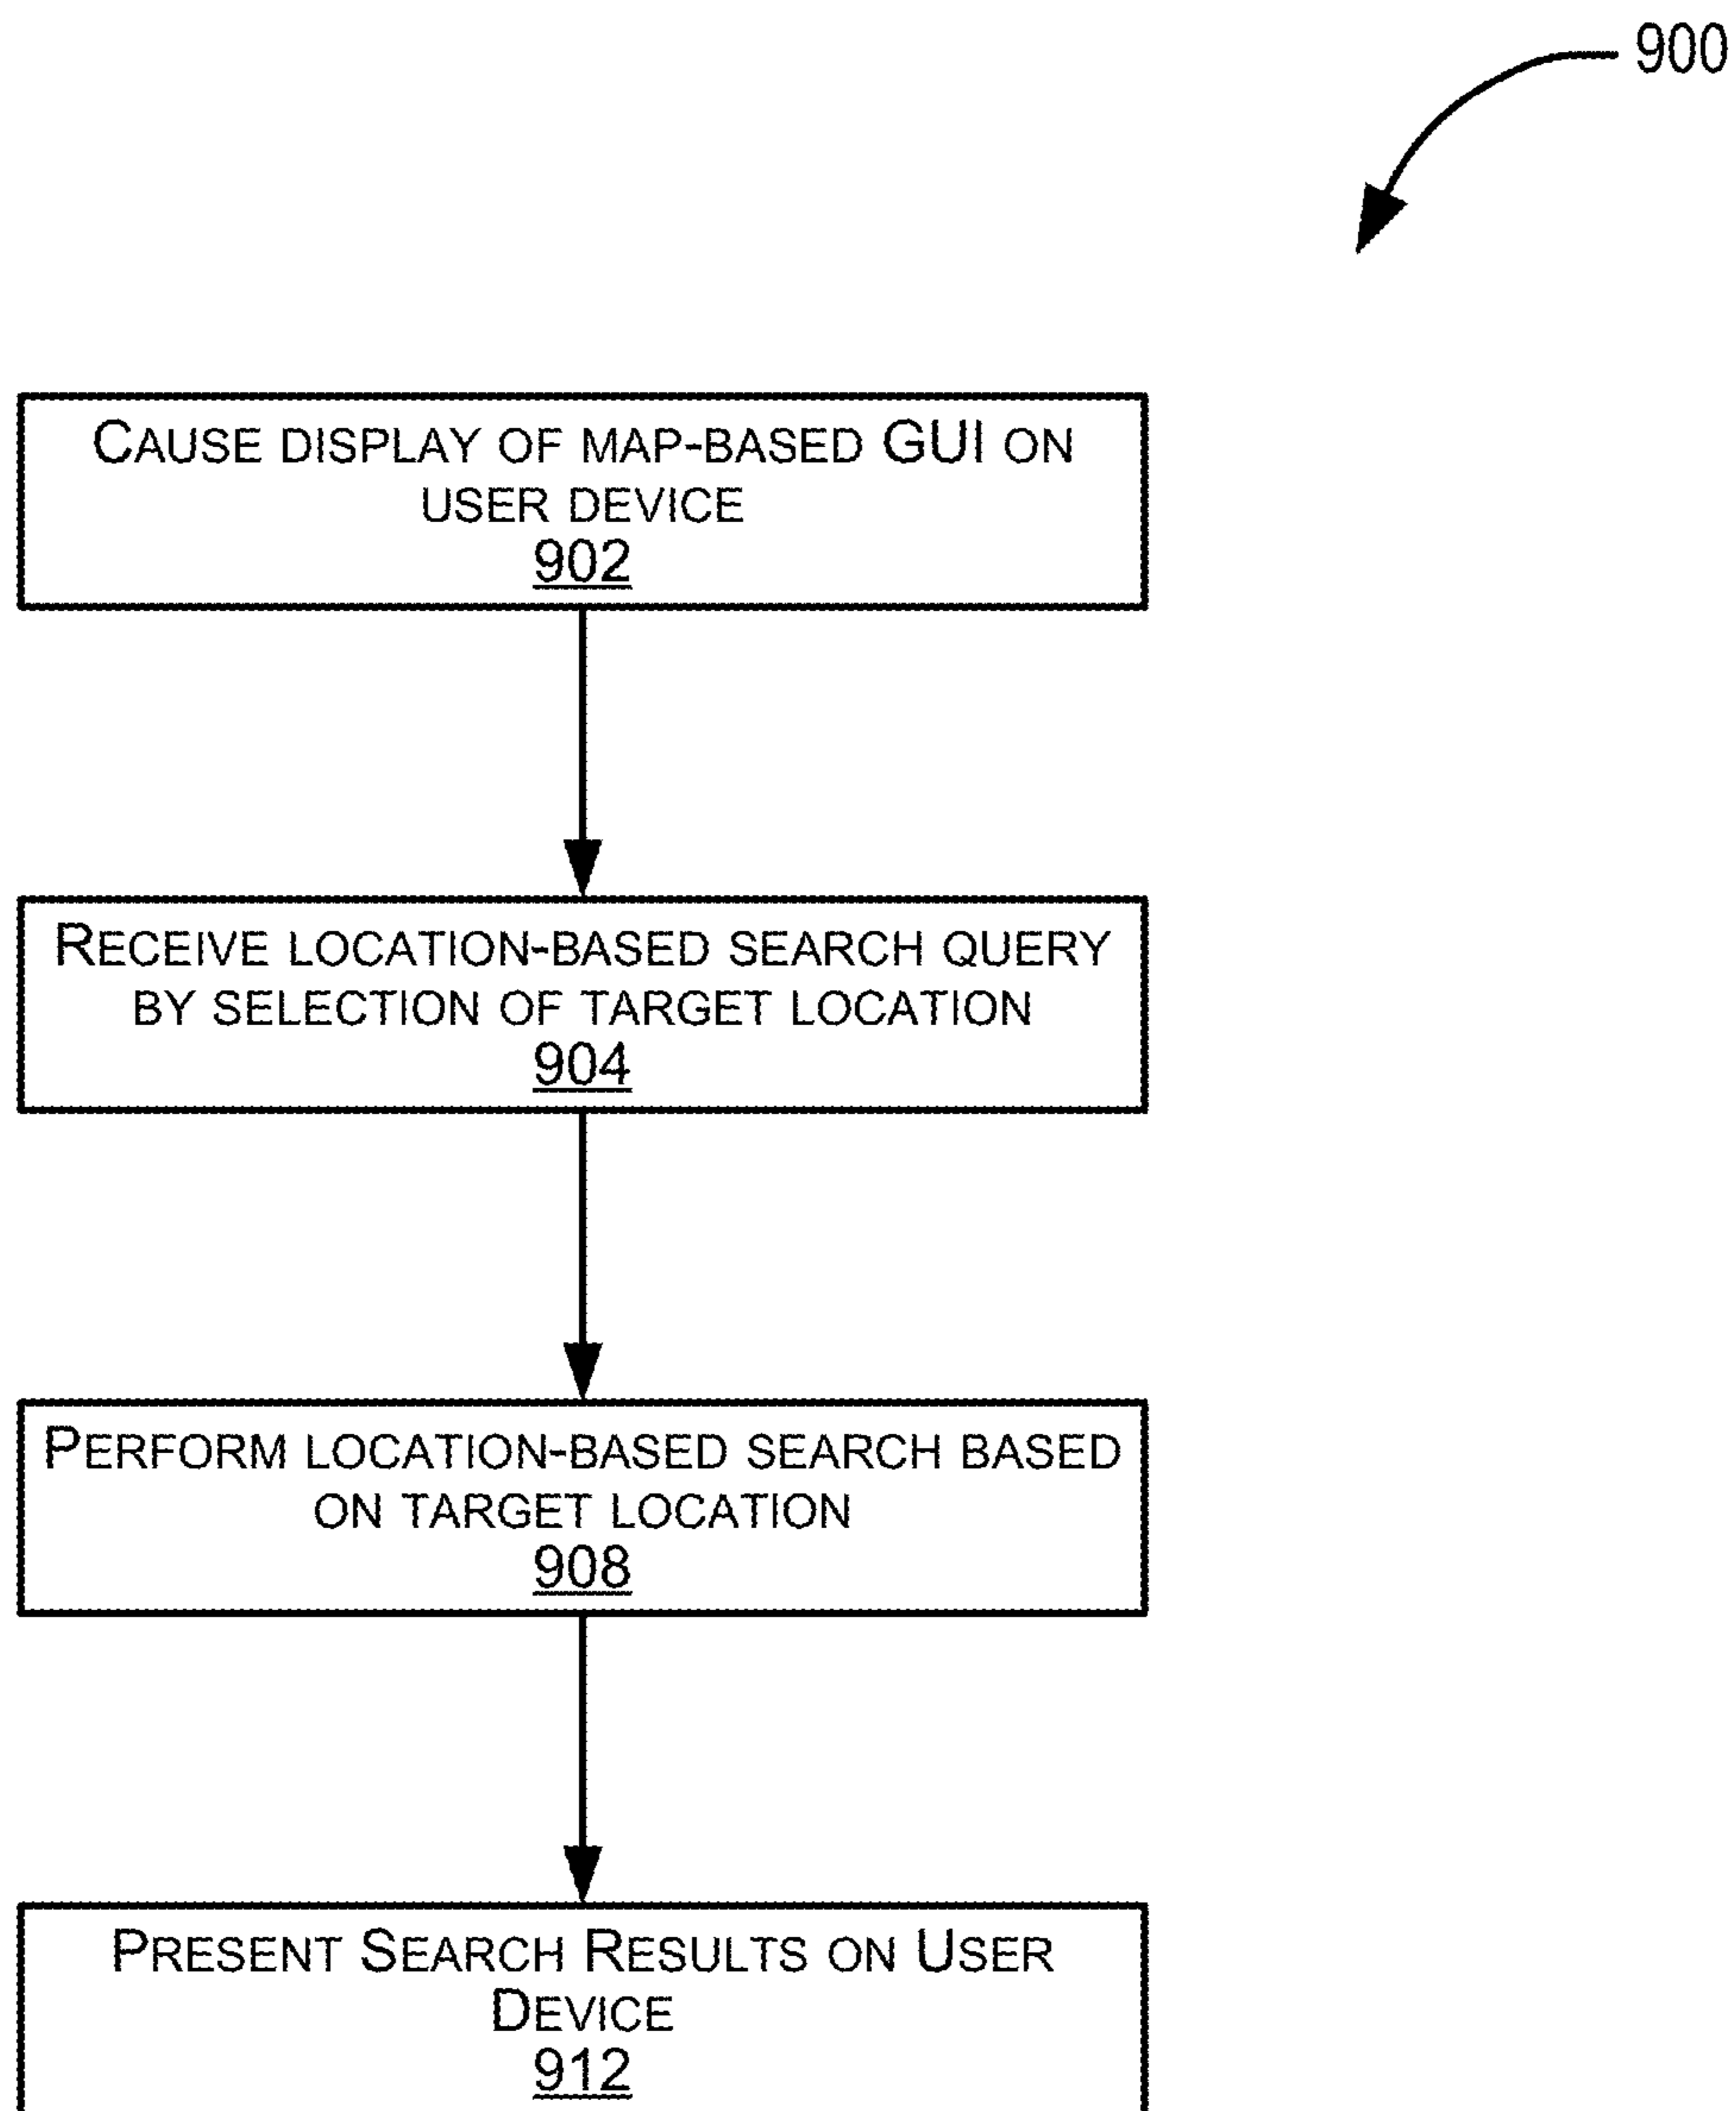 900
CAUSE DISPLAY OF MAP-BASED GUI ON
USER DEVICE
902
RECEIVE LOCATION-BASED SEARCH QUERY
BY SELECTION OF TARGET LOCATION
904
PERFORM LOCATION-BASED SEARCH BASED
ON TARGET LOCATION
908
PRESENT SEARCH RESULTS ON USER
DEVICE
912